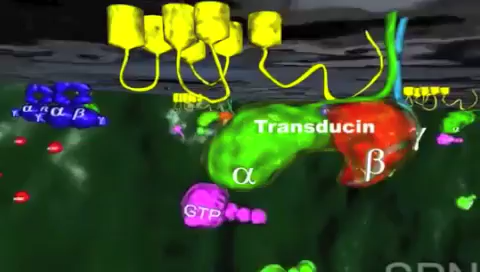 Transducin
γ
β
α
GTP
α β α β γ